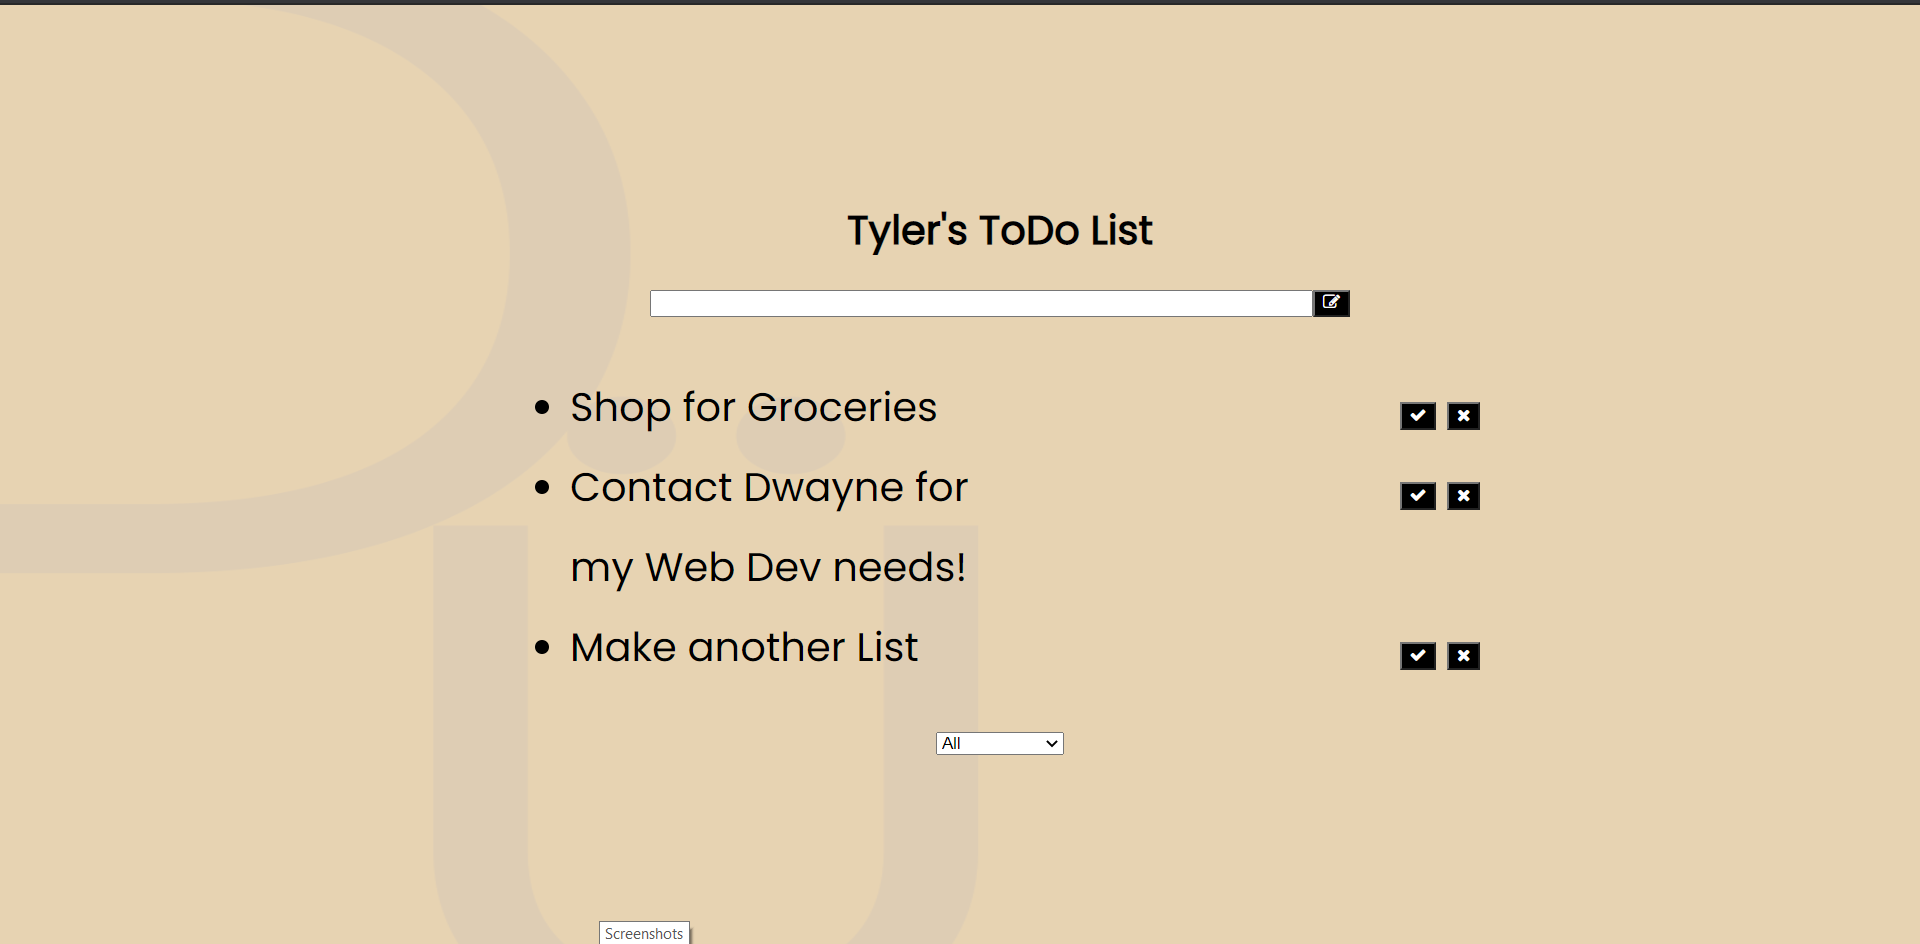 Tyler's ToDo List
Shop for Groceries
Contact Dwayne for
my Web Dev needs!
Make another List
All
Screenshots